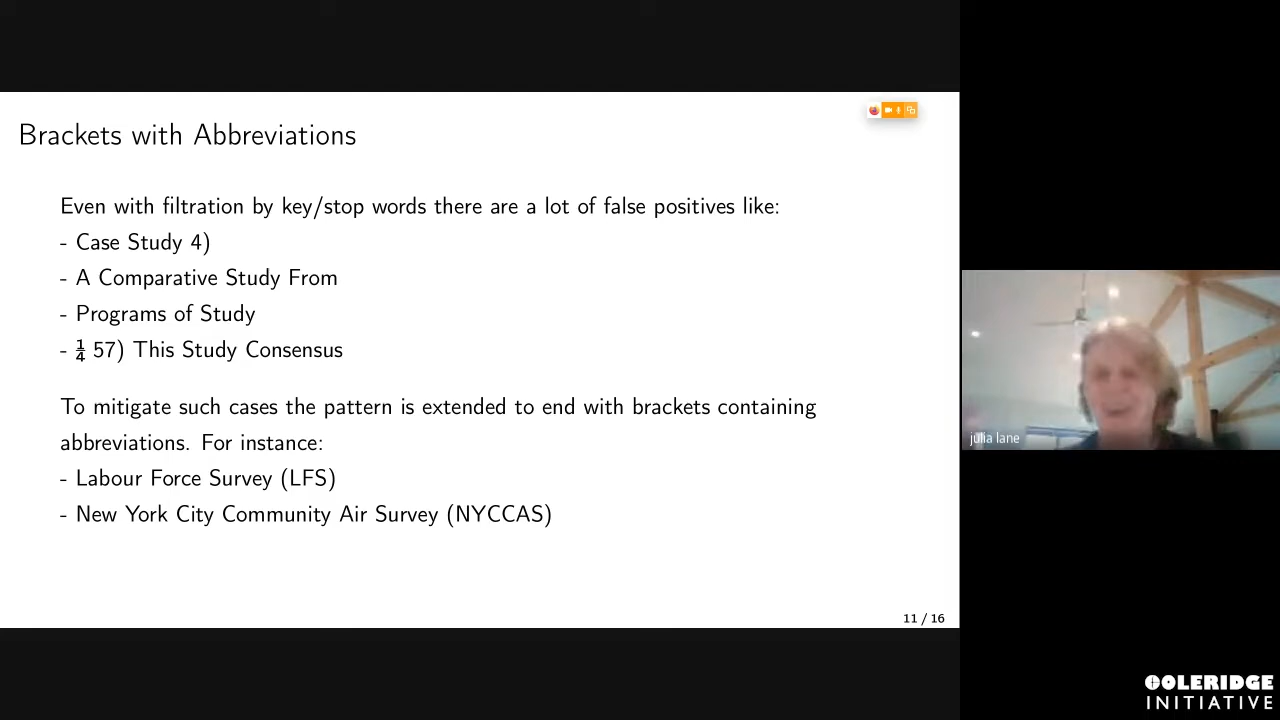 Brackets with Abbreviations
Even with filtration by key/stop words there are a lot of false positives like:
- Case Study 4)
- A Comparative Study From
- Programs of Study
- ¼ 57) This Study Consensus
To mitigate such cases the pattern is extended to end with brackets containing
abbreviations. For instance:
- Labour Force Survey (LFS)
- New York City Community Air Survey (NYCCAS)
11 / 16
julia lane
COLERIDGE
INITIATIVE